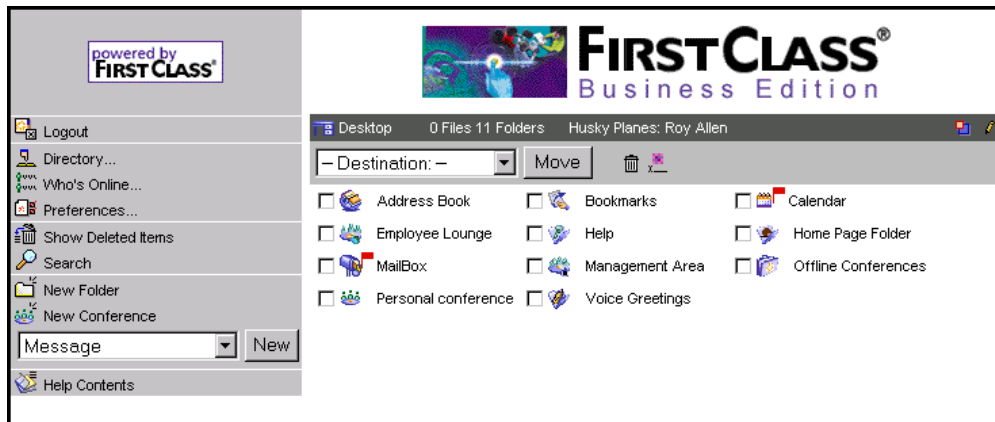 powered by
FIRSTCLASS®
FIRSTCLASS®
Business Edition
Logout
Directory...
Who's Online...
Preferences...
Show Deleted Items
Search
New Folder
New Conference
Message New
Help Contents
Desktop 0 Files 11 Folders Husky Planes: Roy Allen
– Destination: – Move
Address Book Bookmarks Calendar
Employee Lounge Help Home Page Folder
MailBox Management Area Offline Conferences
Personal conference Voice Greetings